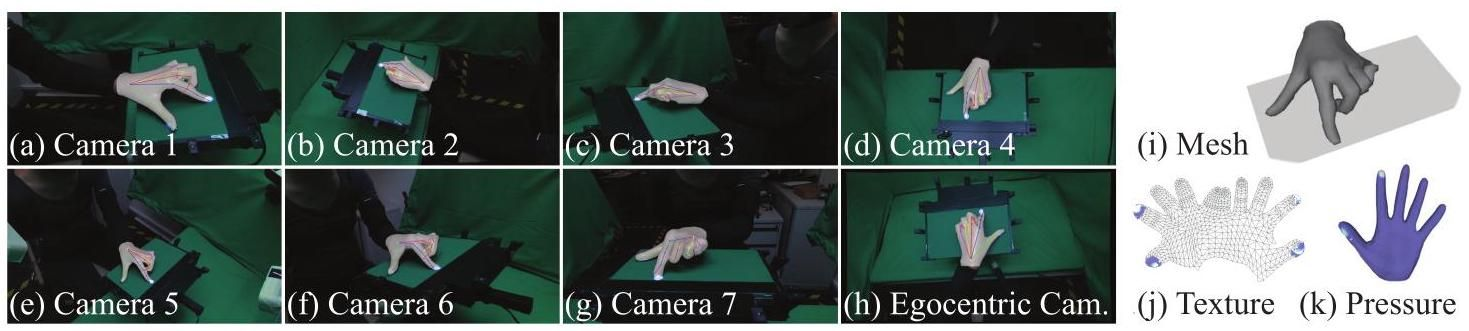 (a) Camera 1
(b) Camera 2
(c) Camera 3
(d) Camera 4
(i) Mesh
(e) Camera 5
(f) Camera 6
(g) Camera 7
(h) Egocentric Cam.
(j) Texture
(k) Pressure